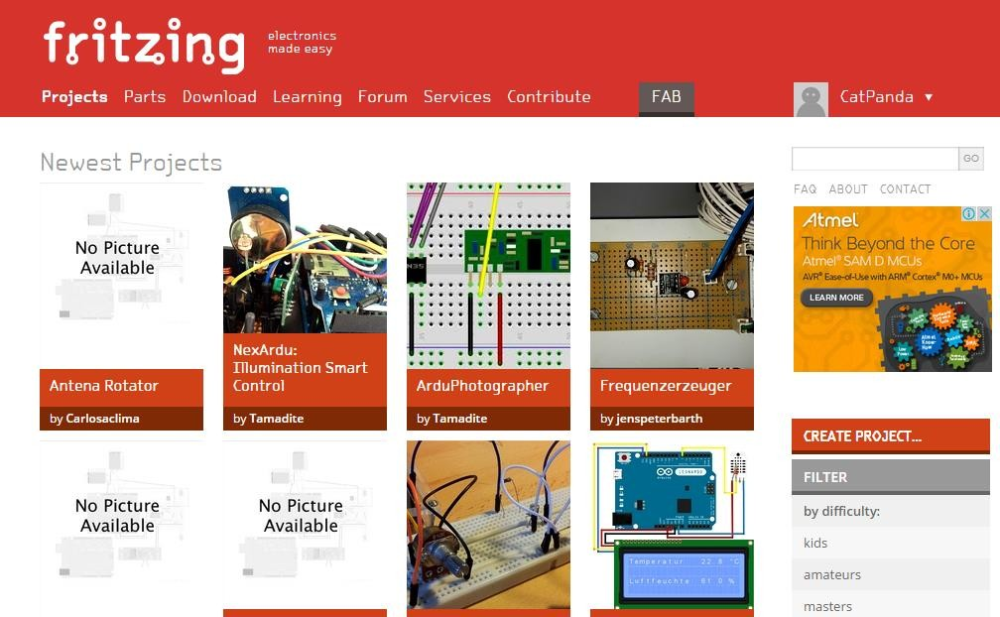 fritzing
electronics
made easy
Projects Parts Download Learning Forum Services Contribute FAB CatPanda
Newest Projects
GO
FAQ ABOUT CONTACT
No Picture
Available
Antena Rotator
by Carlosaclima
NexArdu:
Illumination Smart
Control
by Tamadite
ArduPhotographer
by Tamadite
Frequenzerzeuger
by jenspeterbarth
Atmel
Think Beyond the Core
Atmel® SAM D MCUs
AVR® Ease-of-Use with ARM® Cortex® M0+ MCUs
LEARN MORE
CREATE PROJECT...
FILTER
by difficulty:
kids
amateurs
masters
No Picture
Available
No Picture
Available
Temperatur 22.8 °C
Luftfeuchte 61.0 %